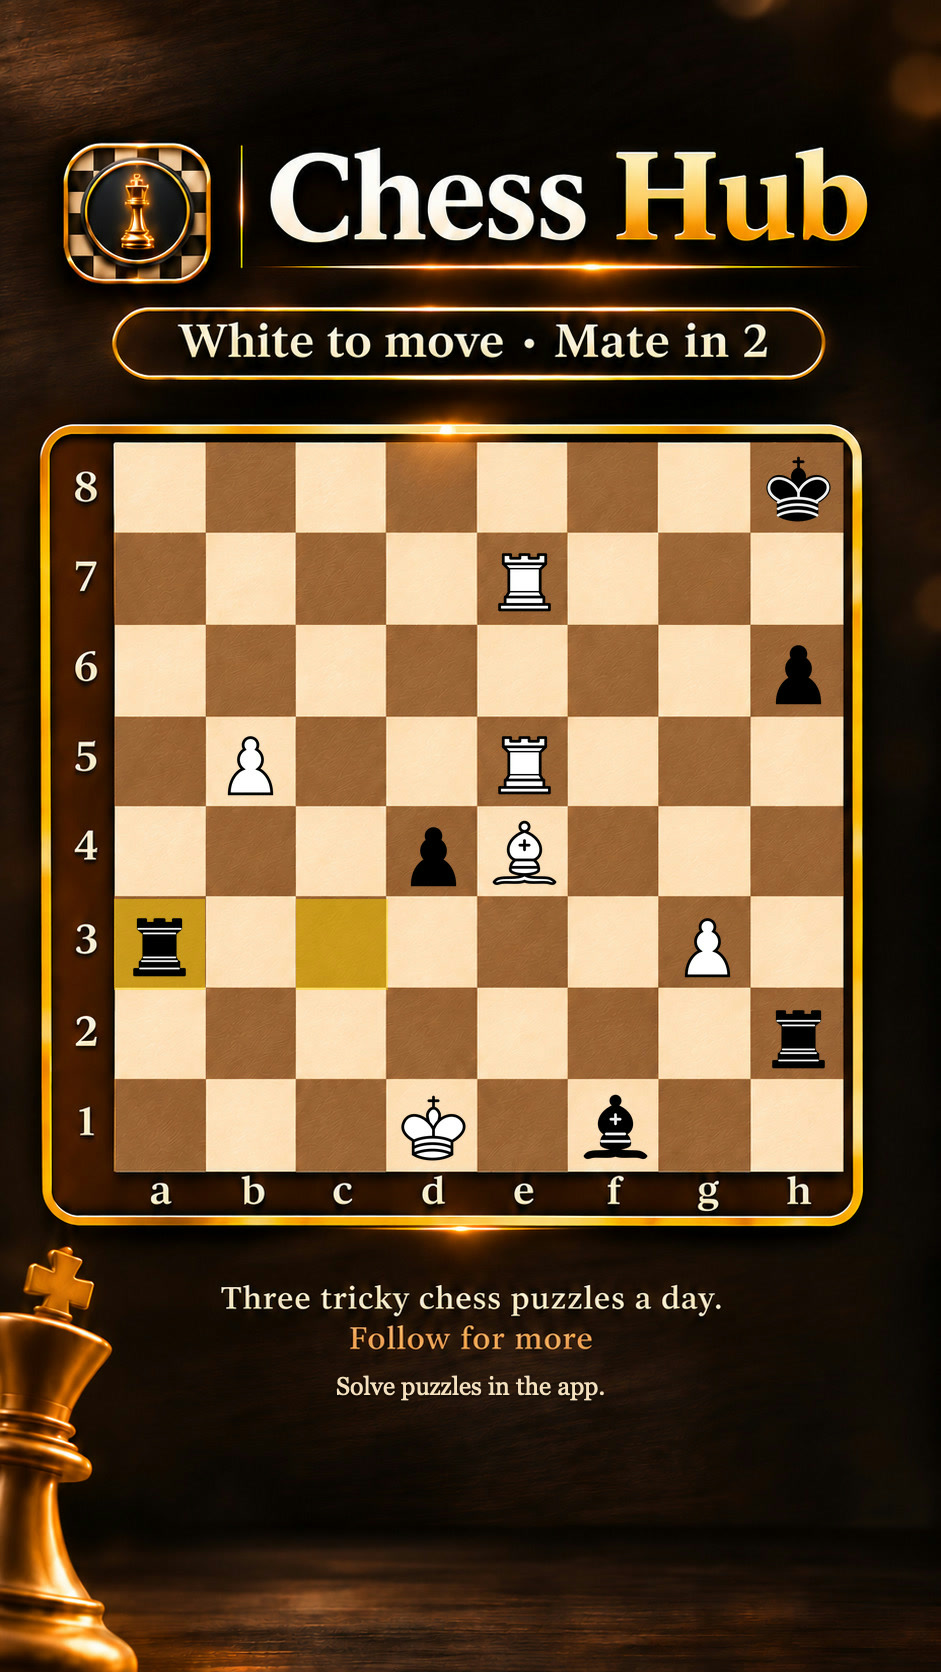 Chess Hub
White to move • Mate in 2
8
7
6
5
4
3
2
1
a b c d e f g h
Three tricky chess puzzles a day.
Follow for more
Solve puzzles in the app.